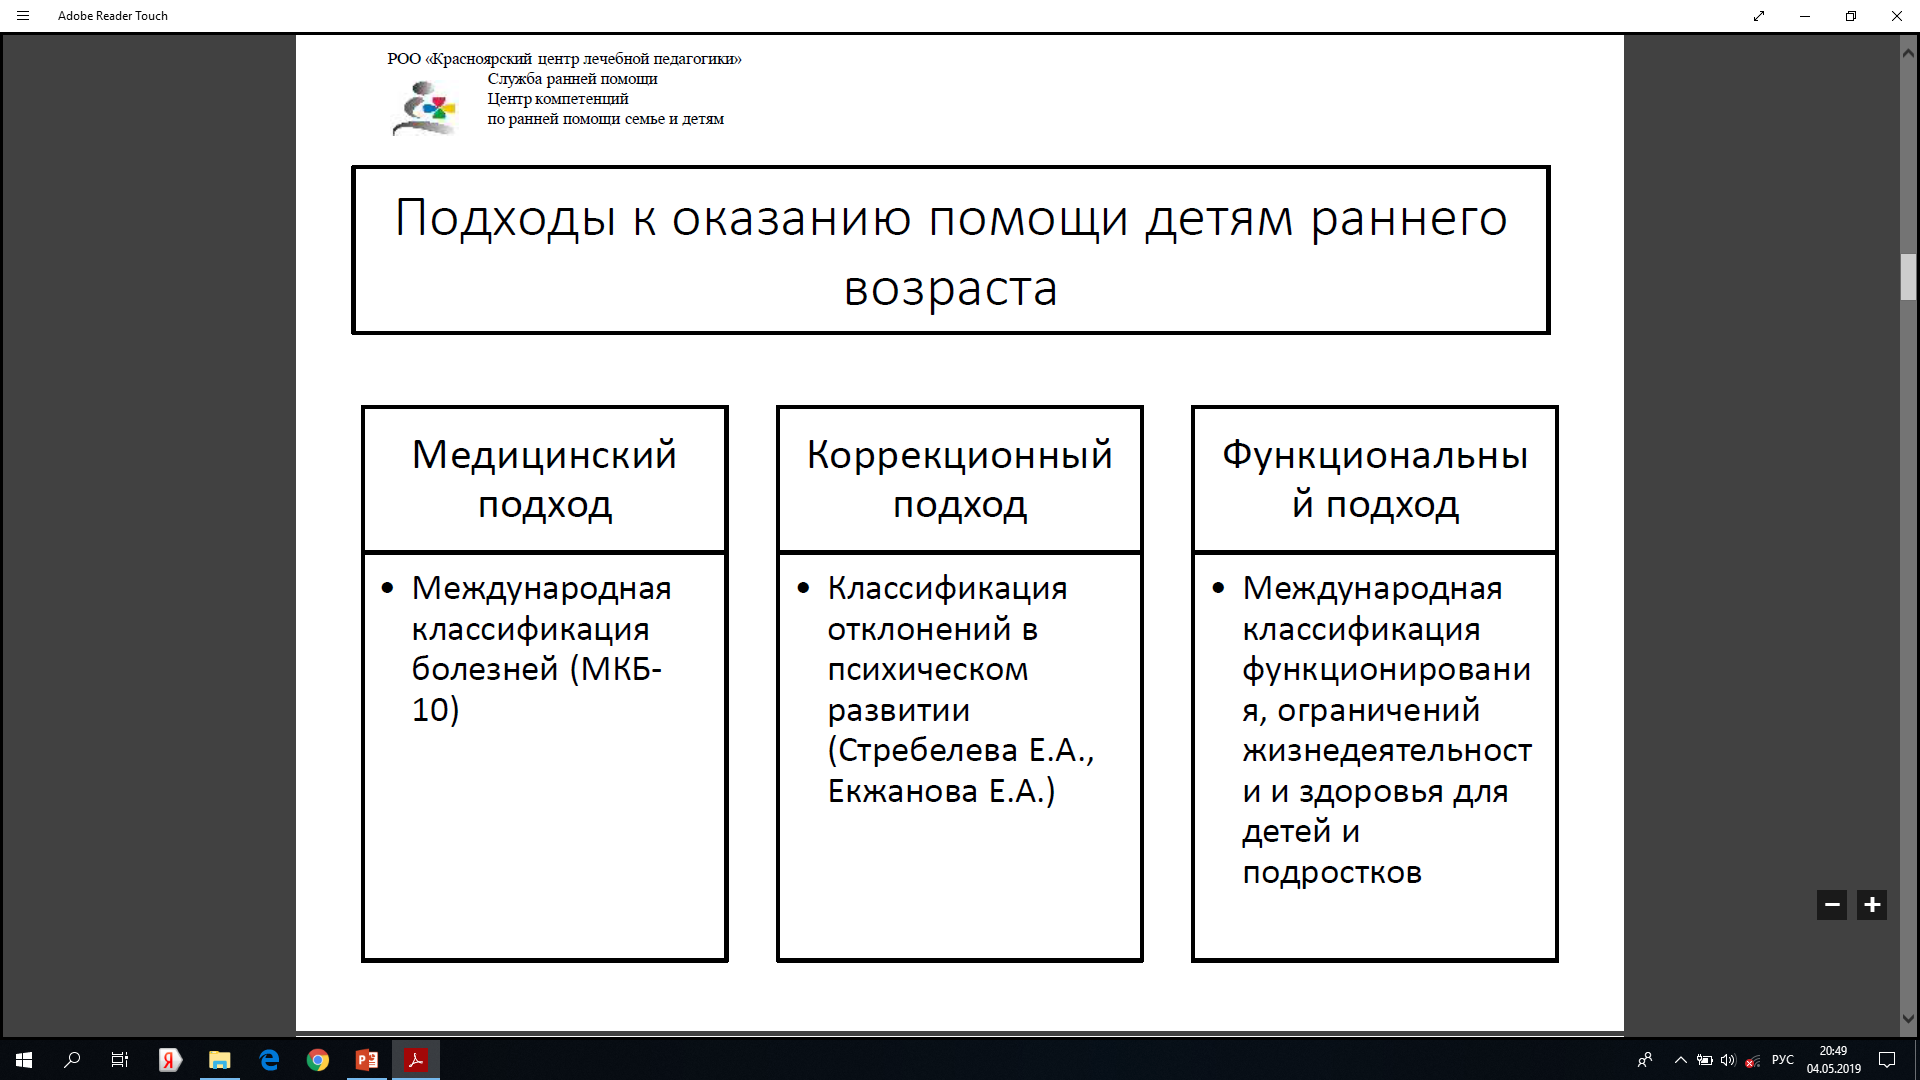 Adobe Reader Touch
РОО «Красноярский центр лечебной педагогики»
Служба ранней помощи
Центр компетенций
по ранней помощи семье и детям
Подходы к оказанию помощи детям раннего
возраста
Медицинский
подход
• Международная
классификация
болезней (МКБ-
10)
Коррекционный
подход
• Классификация
отклонений в
психическом
развитии
(Стребелева Е.А.,
Екжанова Е.А.)
Функциональны
й подход
• Международная
классификация
функционировани
я, ограничений
жизнедеятельност
и и здоровья для
детей и
подростков
РУС
20:49
04.05.2019